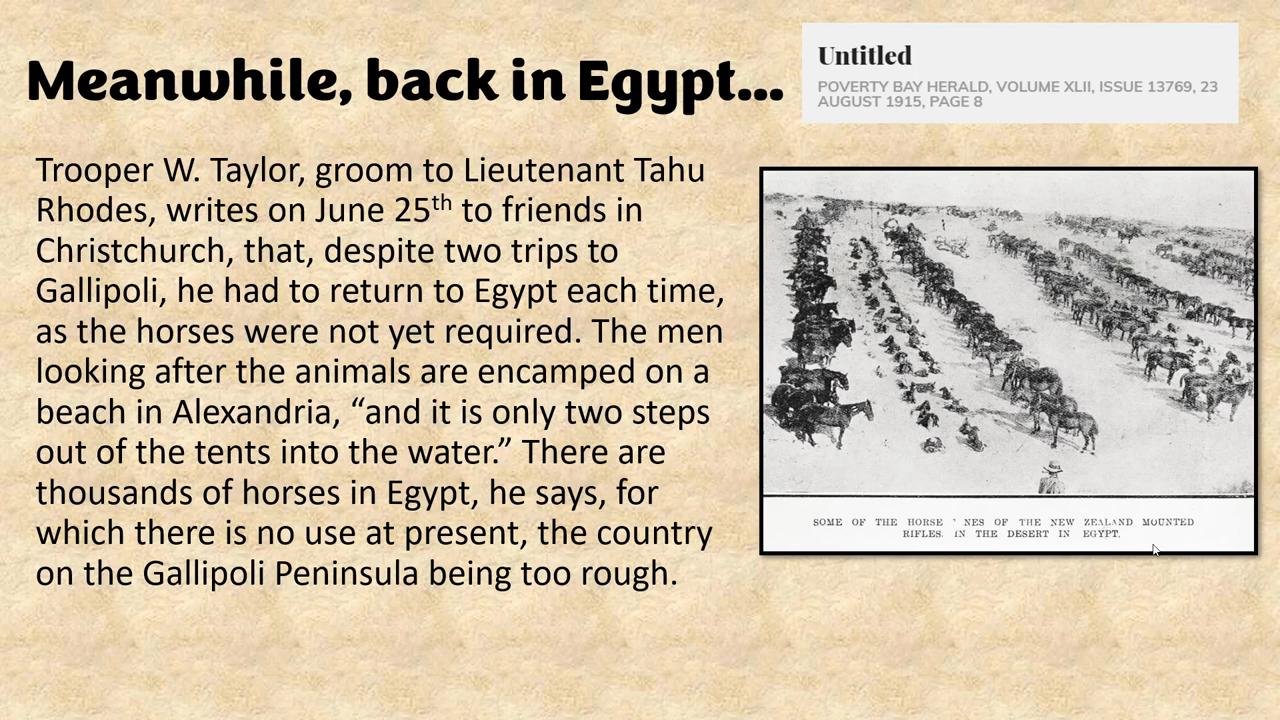 Meanwhile, back in Egypt...
Untitled
POVERTY BAY HERALD, VOLUME XLII, ISSUE 13769, 23
AUGUST 1915, PAGE 8
Trooper W. Taylor, groom to Lieutenant Tahu
Rhodes, writes on June 25th to friends in
Christchurch, that, despite two trips to
Gallipoli, he had to return to Egypt each time,
as the horses were not yet required. The men
looking after the animals are encamped on a
beach in Alexandria, “and it is only two steps
out of the tents into the water.” There are
thousands of horses in Egypt, he says, for
which there is no use at present, the country
on the Gallipoli Peninsula being too rough.
SOME OF THE HORSE NES OF THE NEW ZEALAND MOUNTED
RIFLES. IN THE DESERT IN EGYPT.